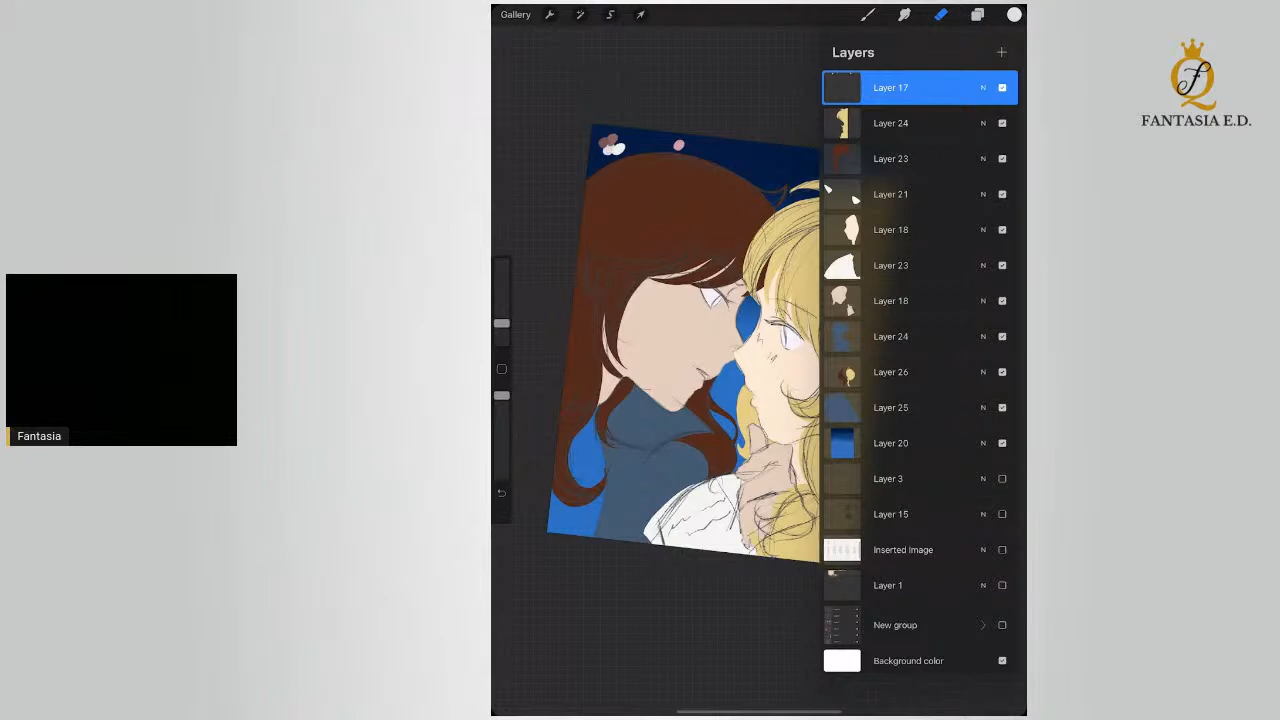 Gallery
Layers
Layer 17 N
Layer 24 N
Layer 23 N
Layer 21 N
Layer 18 N
Layer 23 N
Layer 18 N
Layer 24 N
Layer 26 N
Layer 25 N
Layer 20 N
Layer 3 N
Layer 15 N
Inserted Image N
Layer 1 N
New group
Background color
Fantasia
FANTASIA E.D.